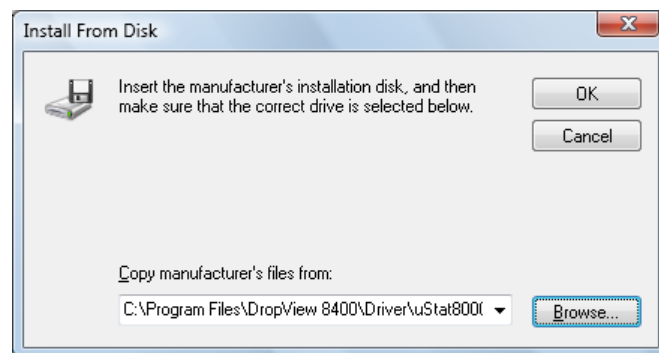 Install From Disk
Insert the manufacturer's installation disk, and then
make sure that the correct drive is selected below.
OK
Cancel
Copy manufacturer's files from:
C:\Program Files\DropView 8400\Driver\uStat800(
Browse...